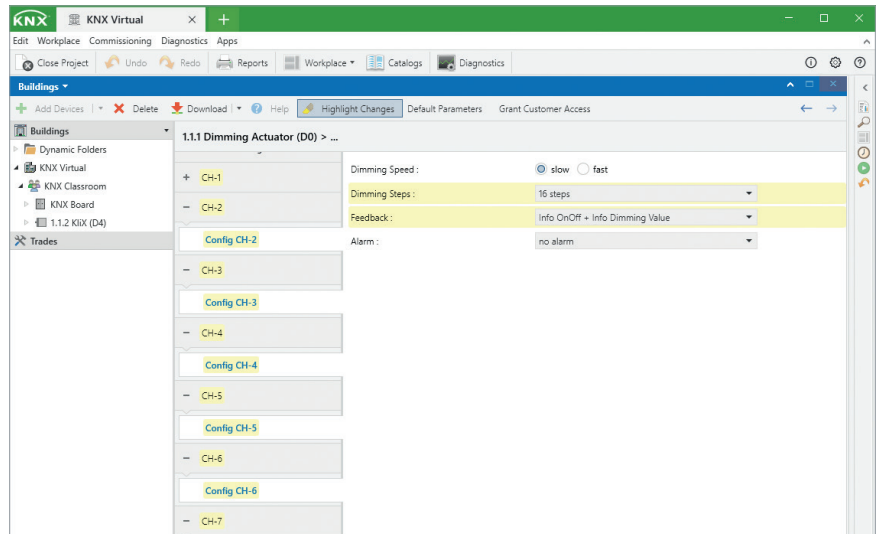 KNX KNX Virtual
Edit Workplace Commissioning Diagnostics Apps
Close Project Undo Redo Reports Workplace Catalogs Diagnostics
Buildings
Add Devices Delete Download Help Highlight Changes Default Parameters Grant Customer Access
Buildings
1.1.1 Dimming Actuator (D0) > ...
Dynamic Folders
KNX Virtual
KNX Classroom
KNX Board
1.1.2 KliX (D4)
Trades
CH-1
CH-2
Config CH-2
CH-3
Config CH-3
CH-4
Config CH-4
CH-5
Config CH-5
CH-6
Config CH-6
CH-7
Dimming Speed : slow fast
Dimming Steps : 16 steps
Feedback : Info OnOff + Info Dimming Value
Alarm : no alarm